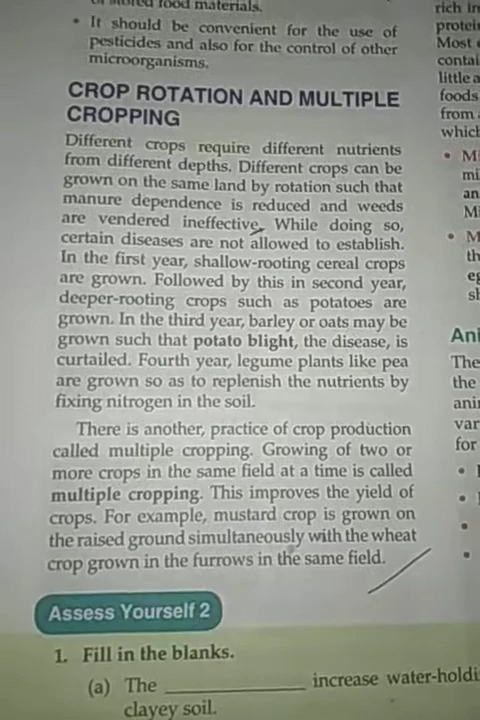 food materials.
• It should be convenient for the use of
pesticides and also for the control of other
microorganisms.
CROP ROTATION AND MULTIPLE
CROPPING
Different crops require different nutrients
from different depths. Different crops can be
grown on the same land by rotation such that
manure dependence is reduced and weeds
are vendered ineffective. While doing so,
certain diseases are not allowed to establish.
In the first year, shallow-rooting cereal crops
are grown. Followed by this in second year,
deeper-rooting crops such as potatoes are
grown. In the third year, barley or oats may be
grown such that potato blight, the disease, is
curtailed. Fourth year, legume plants like pea
are grown so as to replenish the nutrients by
fixing nitrogen in the soil.
There is another, practice of crop production
called multiple cropping. Growing of two or
more crops in the same field at a time is called
multiple cropping. This improves the yield of
crops. For example, mustard crop is grown on
the raised ground simultaneously with the wheat
crop grown in the furrows in the same field.
Assess Yourself 2
1. Fill in the blanks.
(a) The ____________ increase water-holdi
clayey soil.
rich in
protei
Most
contai
little a
foods
from
which
• Mi
mi
an
Mi
• M
th
eg
sh
Ani
The
the
ani
var
for